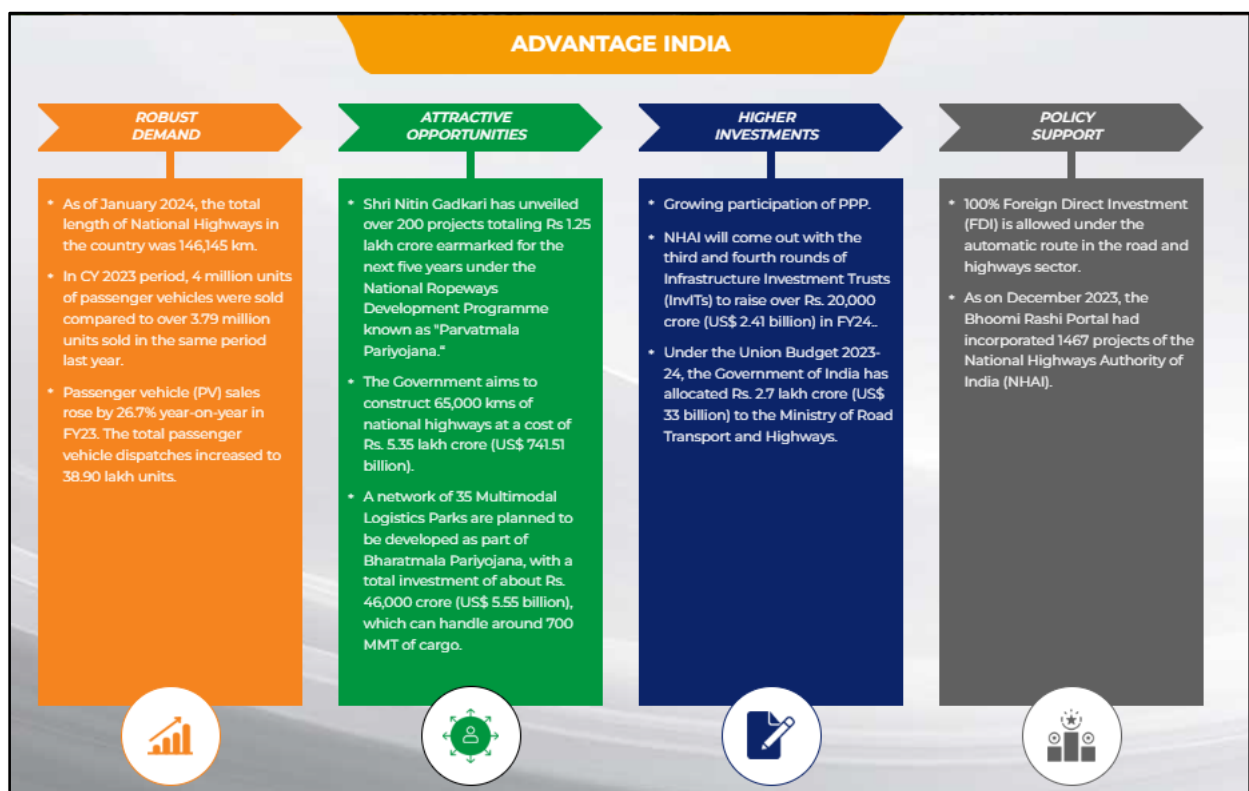 ADVANTAGE INDIA
ROBUST
DEMAND
* As of January 2024, the total
length of National Highways in
the country was 146,145 km.
* In CY 2023 period, 4 million units
of passenger vehicles were sold
compared to over 3.79 million
units sold in the same period
last year.
* Passenger vehicle (PV) sales
rose by 26.7% year-on-year in
FY23. The total passenger
vehicle dispatches increased to
38.90 lakh units.
ATTRACTIVE
OPPORTUNITIES
* Shri Nitin Gadkari has unveiled
over 200 projects totaling Rs 1.25
lakh crore earmarked for the
next five years under the
National Ropeways
Development Programme
known as "Parvatmala
Pariyojana."
* The Government aims to
construct 65,000 kms of
national highways at a cost of
Rs. 5.35 lakh crore (US$ 741.51
billion).
* A network of 35 Multimodal
Logistics Parks are planned to
be developed as part of
Bharatmala Pariyojana, with a
total investment of about Rs.
46,000 crore (US$ 5.55 billion),
which can handle around 700
MMT of cargo.
HIGHER
INVESTMENTS
* Growing participation of PPP.
* NHAI will come out with the
third and fourth rounds of
Infrastructure Investment Trusts
(InvITs) to raise over Rs. 20,000
crore (US$ 2.41 billion) in FY24..
* Under the Union Budget 2023-
24, the Government of India has
allocated Rs. 2.7 lakh crore (US$
33 billion) to the Ministry of Road
Transport and Highways.
POLICY
SUPPORT
* 100% Foreign Direct Investment
(FDI) is allowed under the
automatic route in the road and
highways sector.
* As on December 2023, the
Bhoomi Rashi Portal had
incorporated 1467 projects of the
National Highways Authority of
India (NHAI).